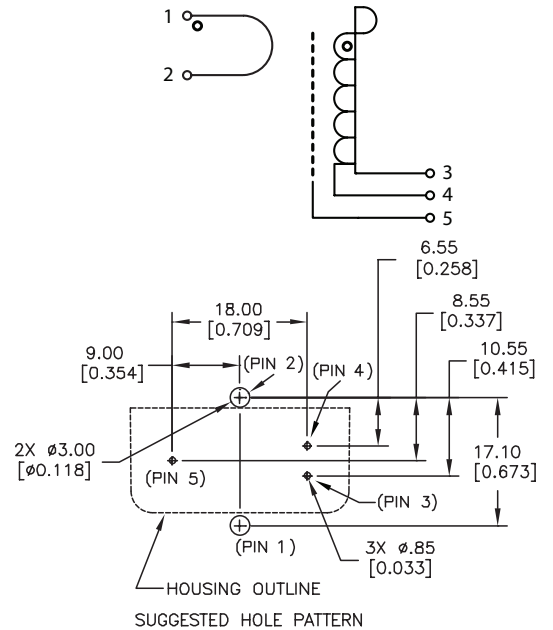 1
2
3
4
5
6.55
[0.258]
18.00
[0.709]
8.55
[0.337]
9.00
[0.354]
10.55
[0.415]
(PIN 2)
(PIN 4)
2X ø3.00
[ø0.118]
17.10
[0.673]
(PIN 5)
(PIN 3)
(PIN 1)
3X ø.85
[0.033]
HOUSING OUTLINE
SUGGESTED HOLE PATTERN